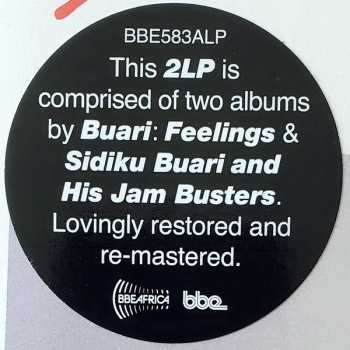 BBE583ALP
This 2LP is
comprised of two albums
by Buari: Feelings &
Sidiku Buari and
His Jam Busters.
Lovingly restored and
re-mastered.
BBEAFRICA bbe